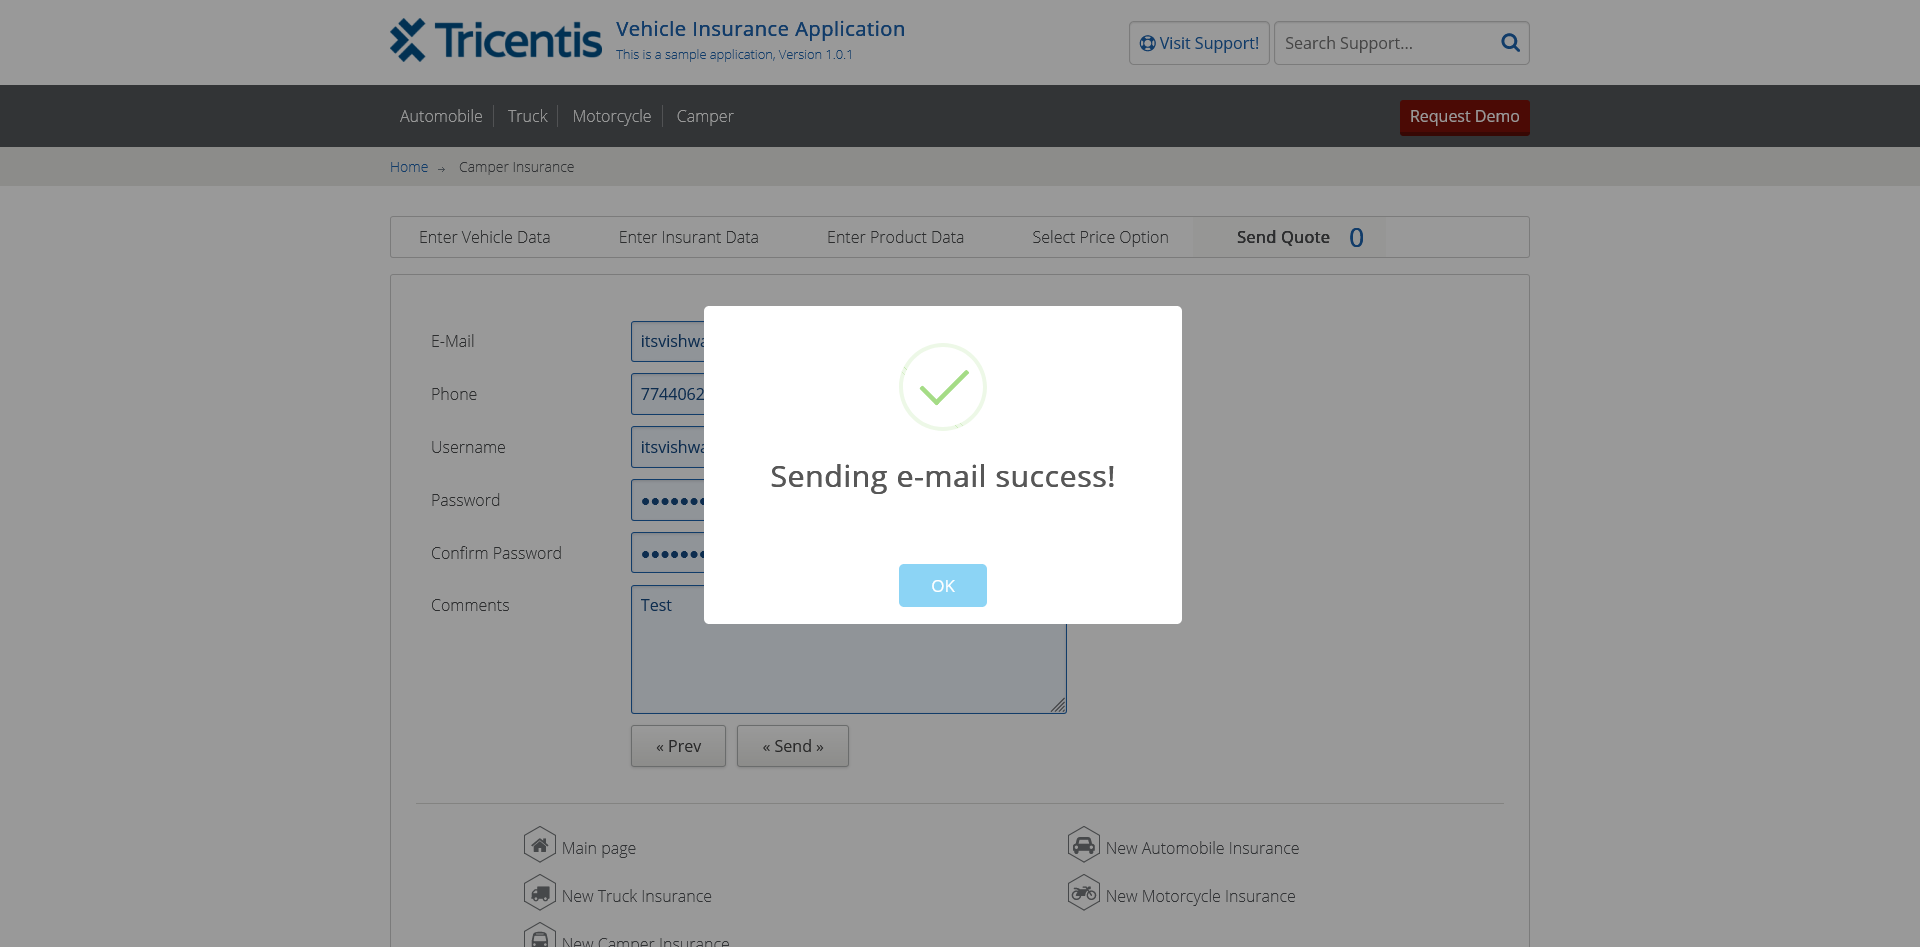 Tricentis
Vehicle Insurance Application
This is a sample application, Version 1.0.1
Visit Support!
Search Support...
Automobile
Truck
Motorcycle
Camper
Request Demo
Home → Camper Insurance
Enter Vehicle Data
Enter Insurant Data
Enter Product Data
Select Price Option
Send Quote 0
E-Mail
itsvishwa
Phone
7744062
Username
itsvishwa
Password
Confirm Password
Comments
Test
Sending e-mail success!
OK
« Prev
« Send »
Main page
New Automobile Insurance
New Truck Insurance
New Motorcycle Insurance
New Camper Insurance